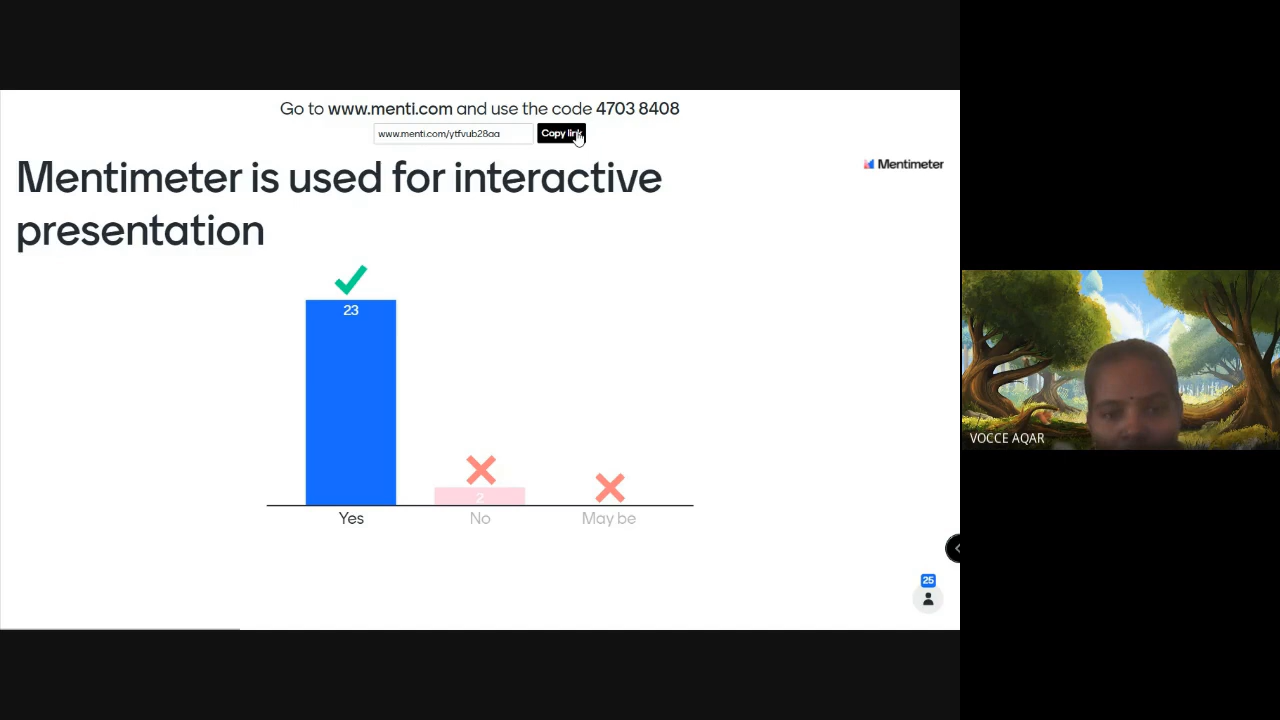 Go to www.menti.com and use the code 4703 8408
www.menti.com/ytfvub28aa
Copy link
Mentimeter is used for interactive
presentation
Mentimeter
23
2
Yes
No
May be
25
VOCCE AQAR